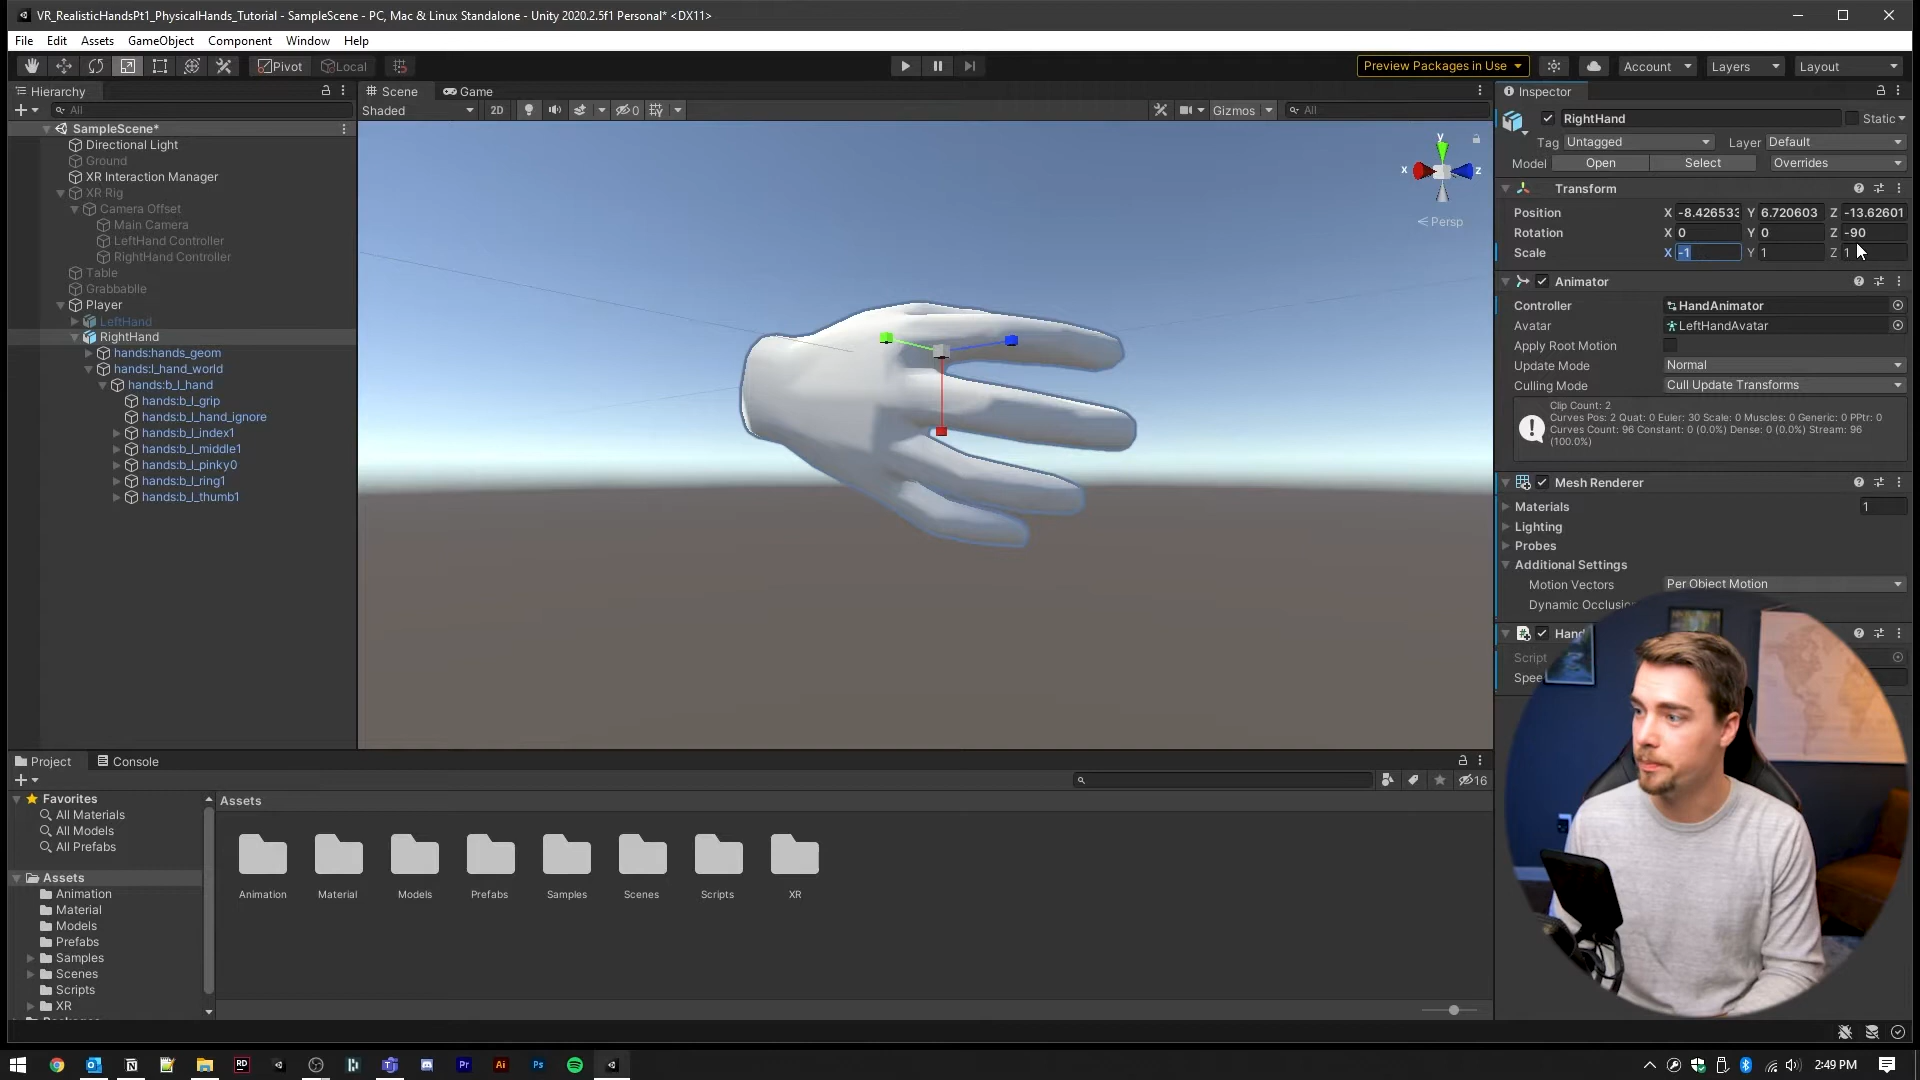 VR_RealisticHandsPt1_PhysicalHands_Tutorial - SampleScene - PC, Mac & Linux Standalone - Unity 2020.2.5f1 Personal* <DX11>
File Edit Assets GameObject Component Window Help
Pivot Local Preview Packages in Use Account Layers Layout
Hierarchy
All
SampleScene*
Directional Light
Ground
XR Interaction Manager
XR Rig
Camera Offset
Main Camera
LeftHand Controller
RightHand Controller
Table
Grabbablle
Player
LeftHand
RightHand
hands:hands_geom
hands:l_hand_world
hands:b_l_hand
hands:b_l_grip
hands:b_l_hand_ignore
hands:b_l_index1
hands:b_l_middle1
hands:b_l_pinky0
hands:b_l_ring1
hands:b_l_thumb1
Scene Game
Shaded 2D 0 Gizmos All
y
x z
Persp
Inspector
RightHand Static
Tag Untagged Layer Default
Model Open Select Overrides
Transform
Position X -8.426533 Y 6.720603 Z -13.62601
Rotation X 0 Y 0 Z -90
Scale X -1 Y 1 Z 1
Animator
Controller HandAnimator
Avatar LeftHandAvatar
Apply Root Motion
Update Mode Normal
Culling Mode Cull Update Transforms
Clip Count: 2
Curves Pos: 2 Quat: 0 Euler: 30 Scale: 0 Muscles: 0 Generic: 0 PPtr: 0
Curves Count: 96 Constant: 0 (0.0%) Dense: 0 (0.0%) Stream: 96
(100.0%)
Mesh Renderer
Materials 1
Lighting
Probes
Additional Settings
Motion Vectors Per Object Motion
Dynamic Occlusio
Hand
Script
Spee
Project Console
16
Favorites
All Materials
All Models
All Prefabs
Assets
Animation
Material
Models
Prefabs
Samples
Scenes
Scripts
XR
Assets
Animation Material Models Prefabs Samples Scenes Scripts XR
2:49 PM